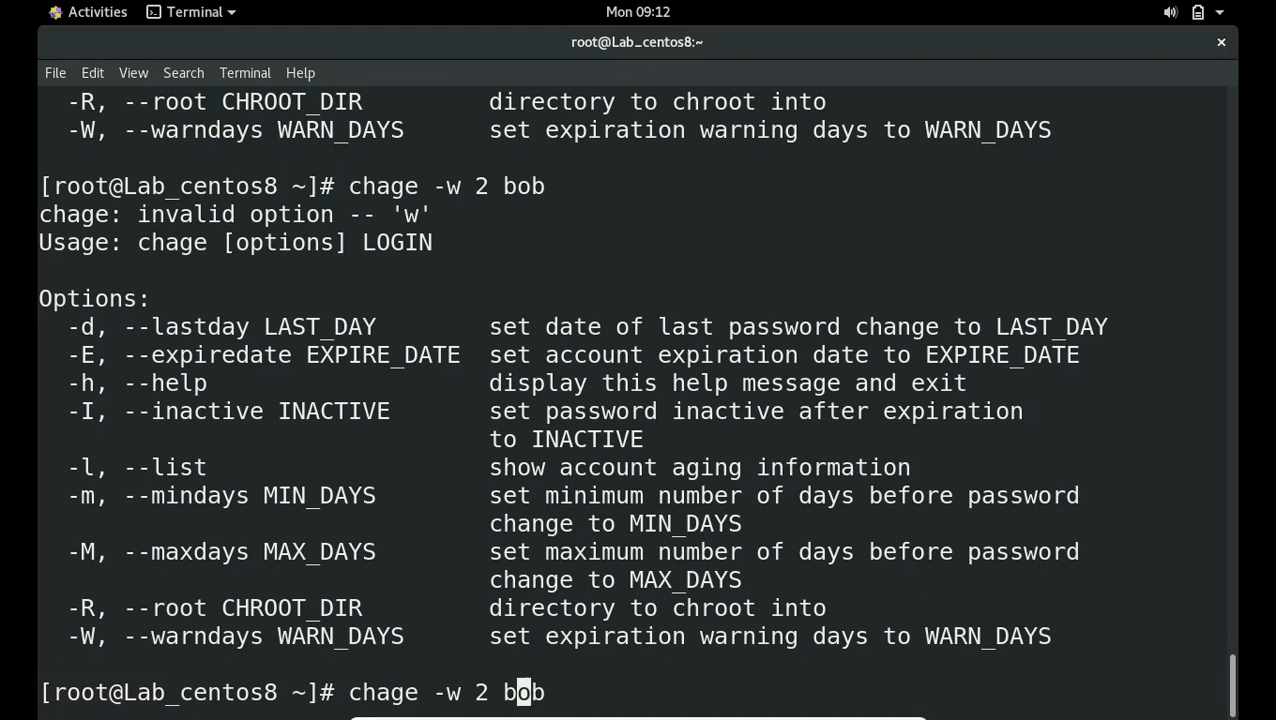 Activities Terminal Mon 09:12
root@Lab_centos8:~ ×
File Edit View Search Terminal Help
-R, --root CHROOT_DIR directory to chroot into
-W, --warndays WARN_DAYS set expiration warning days to WARN_DAYS
[root@Lab_centos8 ~]# chage -w 2 bob
chage: invalid option -- 'w'
Usage: chage [options] LOGIN
Options:
-d, --lastday LAST_DAY set date of last password change to LAST_DAY
-E, --expiredate EXPIRE_DATE set account expiration date to EXPIRE_DATE
-h, --help display this help message and exit
-I, --inactive INACTIVE set password inactive after expiration
to INACTIVE
-l, --list show account aging information
-m, --mindays MIN_DAYS set minimum number of days before password
change to MIN_DAYS
-M, --maxdays MAX_DAYS set maximum number of days before password
change to MAX_DAYS
-R, --root CHROOT_DIR directory to chroot into
-W, --warndays WARN_DAYS set expiration warning days to WARN_DAYS
[root@Lab_centos8 ~]# chage -w 2 bob